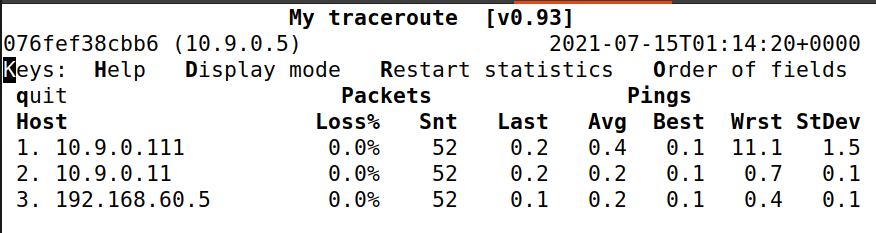 My traceroute  [v0.93]
076fef38cbb6 (10.9.0.5)                   2021-07-15T01:14:20+0000
Keys:  Help   Display mode   Restart statistics   Order of fields
 quit                     Packets               Pings
 Host                   Loss%   Snt   Last   Avg  Best  Wrst StDev
 1. 10.9.0.111           0.0%    52    0.2   0.4   0.1  11.1   1.5
 2. 10.9.0.11            0.0%    52    0.2   0.2   0.1   0.7   0.1
 3. 192.168.60.5         0.0%    52    0.1   0.2   0.1   0.4   0.1